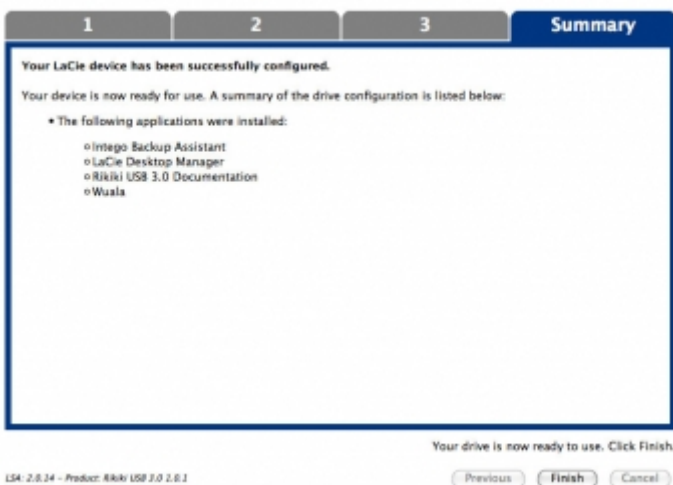 1 2 3 Summary
Your LaCie device has been successfully configured.
Your device is now ready for use. A summary of the drive configuration is listed below:
• The following applications were installed:
o Intego Backup Assistant
o LaCie Desktop Manager
o Rikiki USB 3.0 Documentation
o Wuala
Your drive is now ready to use. Click Finish
LSA: 2.0.14 - Product: Rikiki USB 3.0 1.0.1
Previous Finish Cancel